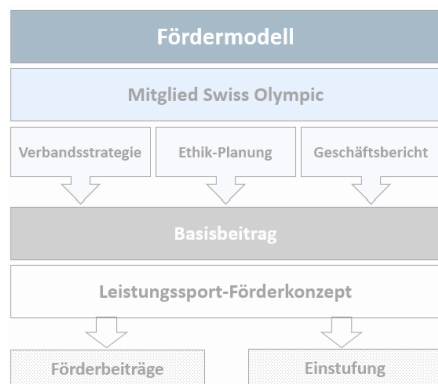 Fördermodell
Mitglied Swiss Olympic
Verbandsstrategie
Ethik-Planung
Geschäftsbericht
Basisbeitrag
Leistungssport-Förderkonzept
Förderbeiträge
Einstufung